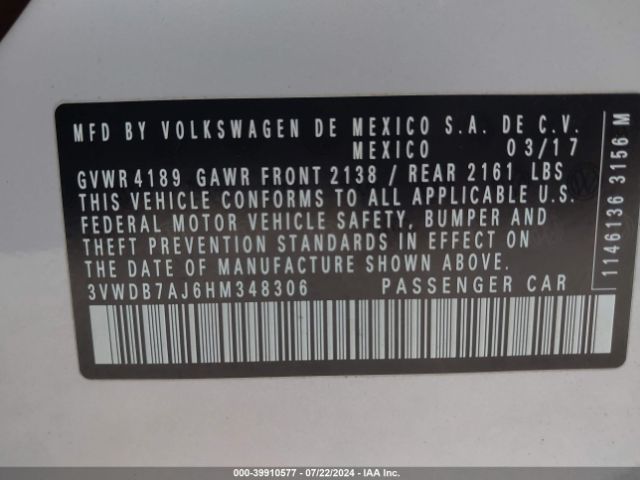 MFD BY VOLKSWAGEN DE MEXICO S.A. DE C.V.
MEXICO 03/17
GVWR 4189 GAWR FRONT 2138 / REAR 2161 LBS
THIS VEHICLE CONFORMS TO ALL APPLICABLE U.S.
FEDERAL MOTOR VEHICLE SAFETY, BUMPER AND
THEFT PREVENTION STANDARDS IN EFFECT ON
THE DATE OF MANUFACTURE SHOWN ABOVE.
3VWDB7AJ6HM348306 PASSENGER CAR
1146136 3156 M
000-39910577 - 07/22/2024 - IAAI.COM